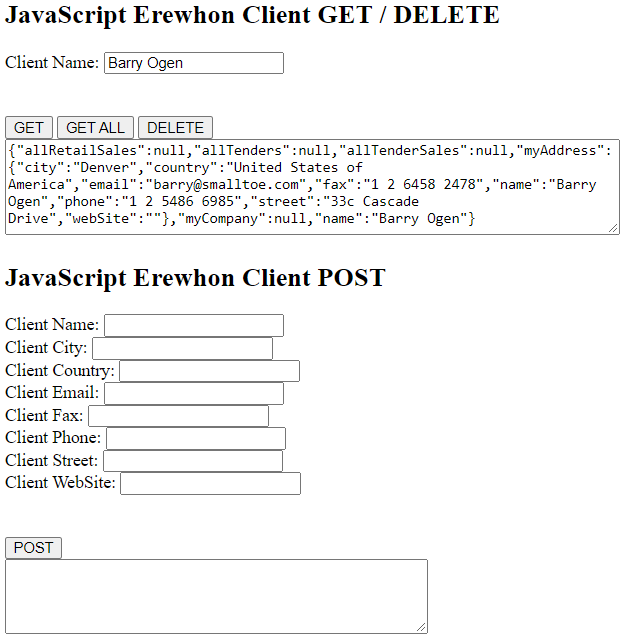 JavaScript Erewhon Client GET / DELETE
Client Name: Barry Ogen
GET GET ALL DELETE
{"allRetailSales":null,"allTenders":null,"allTenderSales":null,"myAddress":
{"city":"Denver","country":"United States of
America","email":"barry@smalltoe.com","fax":"1 2 6458 2478","name":"Barry
Ogen","phone":"1 2 5486 6985","street":"33c Cascade
Drive","webSite":""},"myCompany":null,"name":"Barry Ogen"}
JavaScript Erewhon Client POST
Client Name:
Client City:
Client Country:
Client Email:
Client Fax:
Client Phone:
Client Street:
Client WebSite:
POST